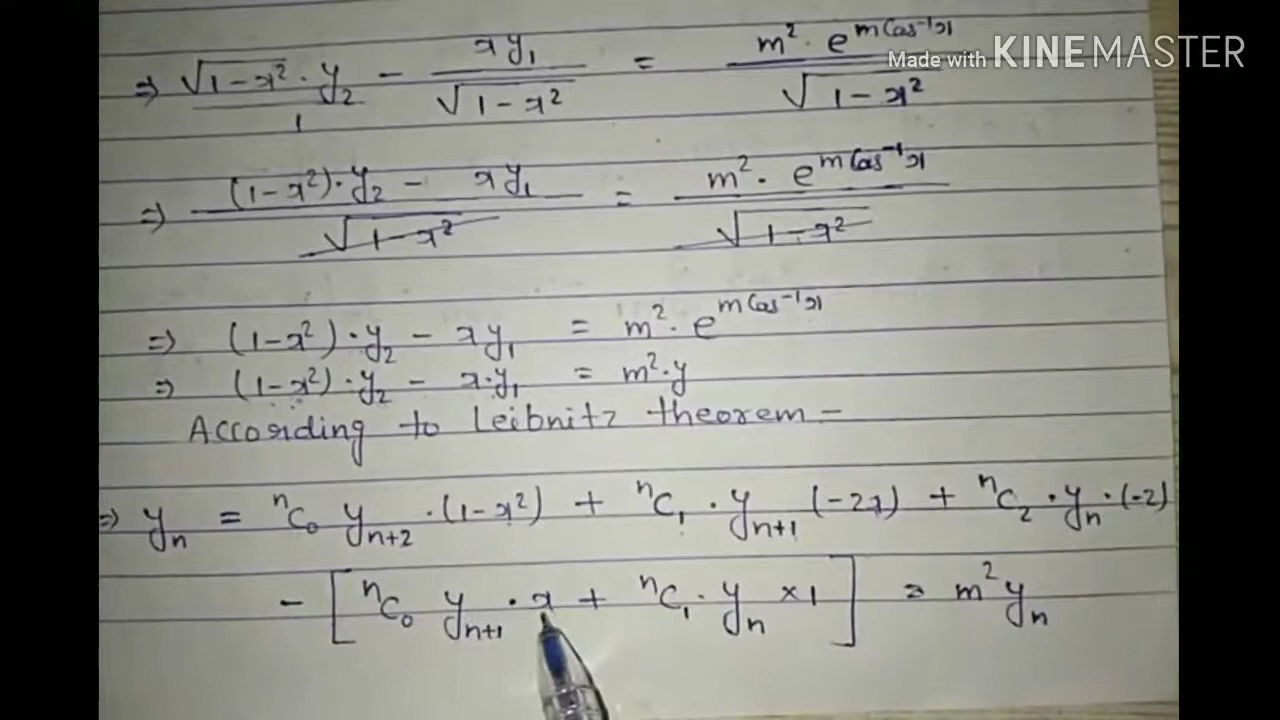 Made with KINEMASTER
⇒ √1-x² · y₂ / 1 - xy₁ / √1-x² = m² · e^(m Cos⁻¹x) / √1-x²
⇒ (1-x²)·y₂ - xy₁ / √1-x² = m² · e^(m Cos⁻¹x) / √1-x²
⇒ (1-x²)·y₂ - xy₁ = m² · e^(m Cos⁻¹x)
⇒ (1-x²)·y₂ - x·y₁ = m²·y
According to Leibnitz theorem –
⇒ yₙ = ⁿC₀ yₙ₊₂ · (1-x²) + ⁿC₁ · yₙ₊₁ (-2x) + ⁿC₂ · yₙ · (-2)
- [ ⁿC₀ yₙ₊₁ · x + ⁿC₁ · yₙ × 1 ] = m² yₙ